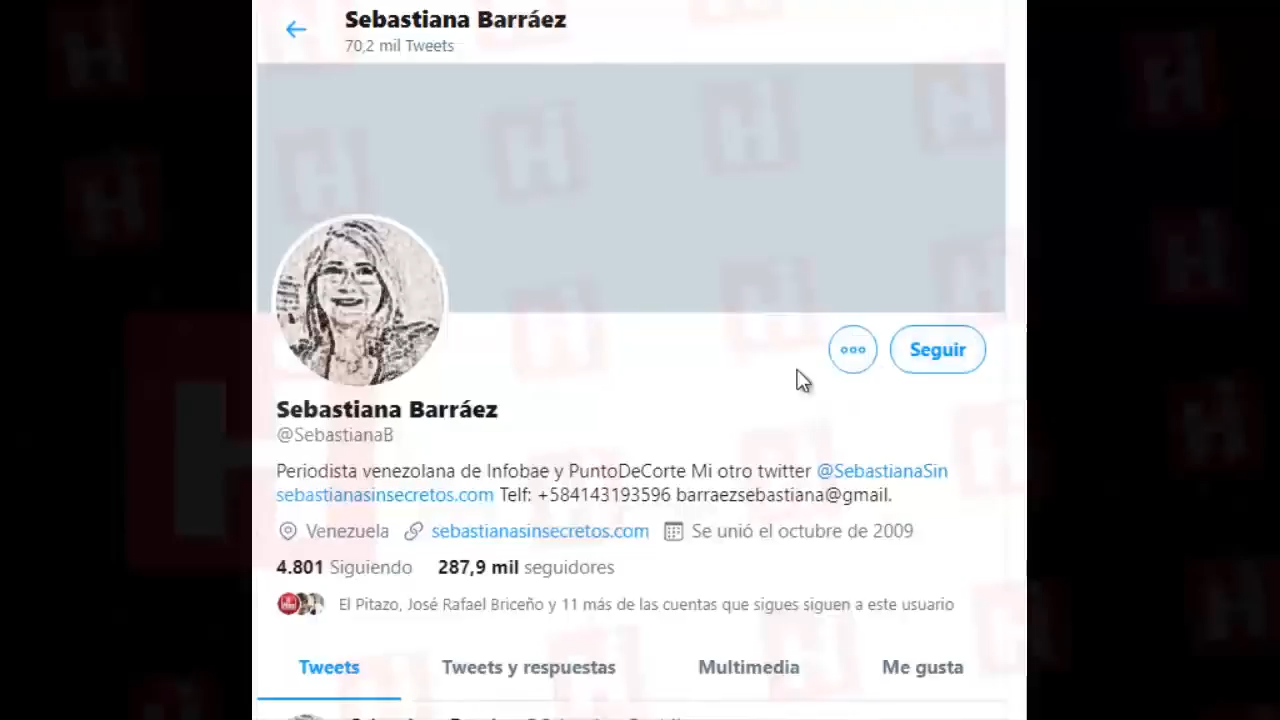 Sebastiana Barráez
70,2 mil Tweets
Seguir
Sebastiana Barráez
@SebastianaB
Periodista venezolana de Infobae y PuntoDeCorte Mi otro twitter @SebastianaSin
sebastianasinsecretos.com Telf: +584143193596 barraezsebastiana@gmail.
Venezuela sebastianasinsecretos.com Se unió el octubre de 2009
4.801 Siguiendo 287,9 mil seguidores
El Pitazo, José Rafael Briceño y 11 más de las cuentas que sigues siguen a este usuario
Tweets Tweets y respuestas Multimedia Me gusta